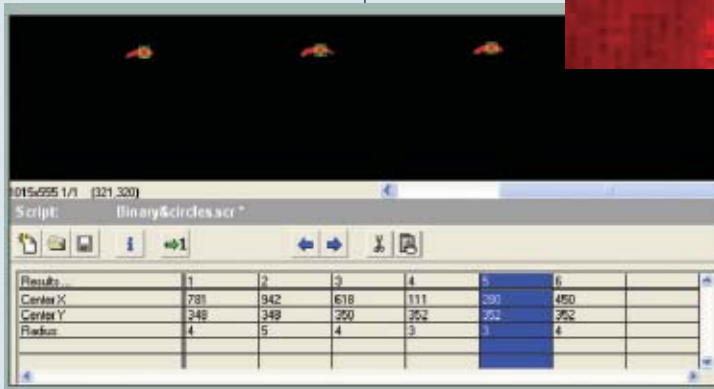 1015x555 1/1 (321,320)
Script: Binary&circles.scr *
1
Results... 1 2 3 4 5 6
Center X 781 942 618 111 280 450
Center Y 348 348 350 352 352 352
Radius 4 5 4 3 3 4